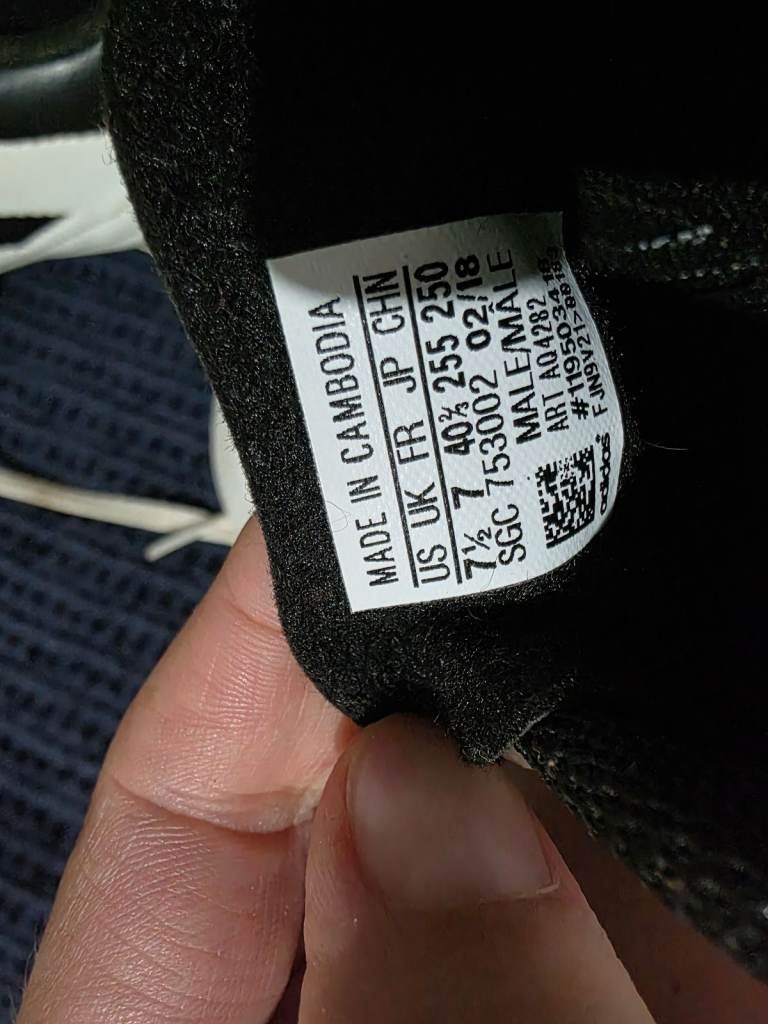 MADE IN CAMBODIA
US UK FR JP CHN
7½ 7 40⅔ 255 250
SGC 753002 02/18
MALE/MALE
ART AQ4282
adidas